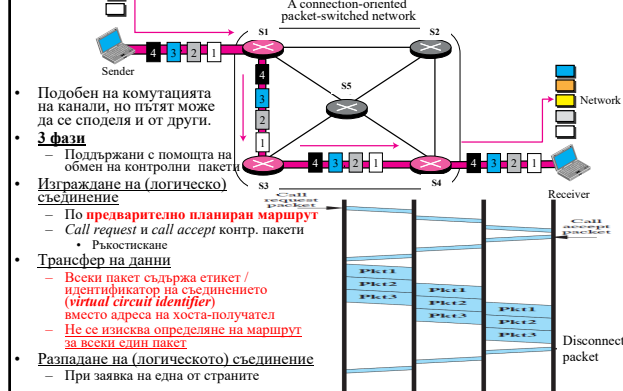 A connection-oriented
packet-switched network
S1
S2
4 3 2 1
Sender
4
3
2
1
S5
Network
4 3 2 1
4 3 2 1
S3
S4
Receiver
• Подобен на комутацията
на канали, но пътят може
да се споделя и от други.
• 3 фази
– Поддържани с помощта на
обмен на контролни пакети
• Изграждане на (логическо)
съединение
– По предварително планиран маршрут
– Call request и call accept контр. пакети
• Ръкостискане
• Трансфер на данни
– Всеки пакет съдържа етикет /
идентификатор на съединението
(virtual circuit identifier)
вместо адреса на хоста-получател
– Не се изисква определяне на маршрут
за всеки един пакет
• Разпадане на (логическото) съединение
– При заявка на една от страните
Call
request
packet
Call
accept
packet
Pkt1
Pkt2
Pkt3
Pkt1
Pkt2
Pkt3
Pkt1
Pkt2
Pkt3
Disconnect
packet